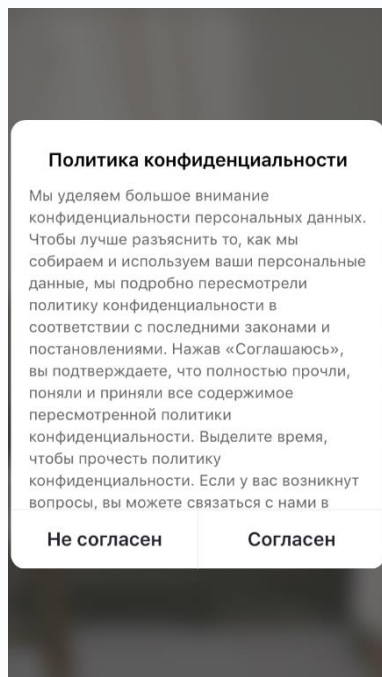 Политика конфиденциальности
Мы уделяем большое внимание
конфиденциальности персональных данных.
Чтобы лучше разъяснить то, как мы
собираем и используем ваши персональные
данные, мы подробно пересмотрели
политику конфиденциальности в
соответствии с последними законами и
постановлениями. Нажав «Соглашаюсь»,
вы подтверждаете, что полностью прочли,
поняли и приняли все содержимое
пересмотренной политики
конфиденциальности. Выделите время,
чтобы прочесть политику
конфиденциальности. Если у вас возникнут
вопросы, вы можете связаться с нами в
Не согласен
Согласен